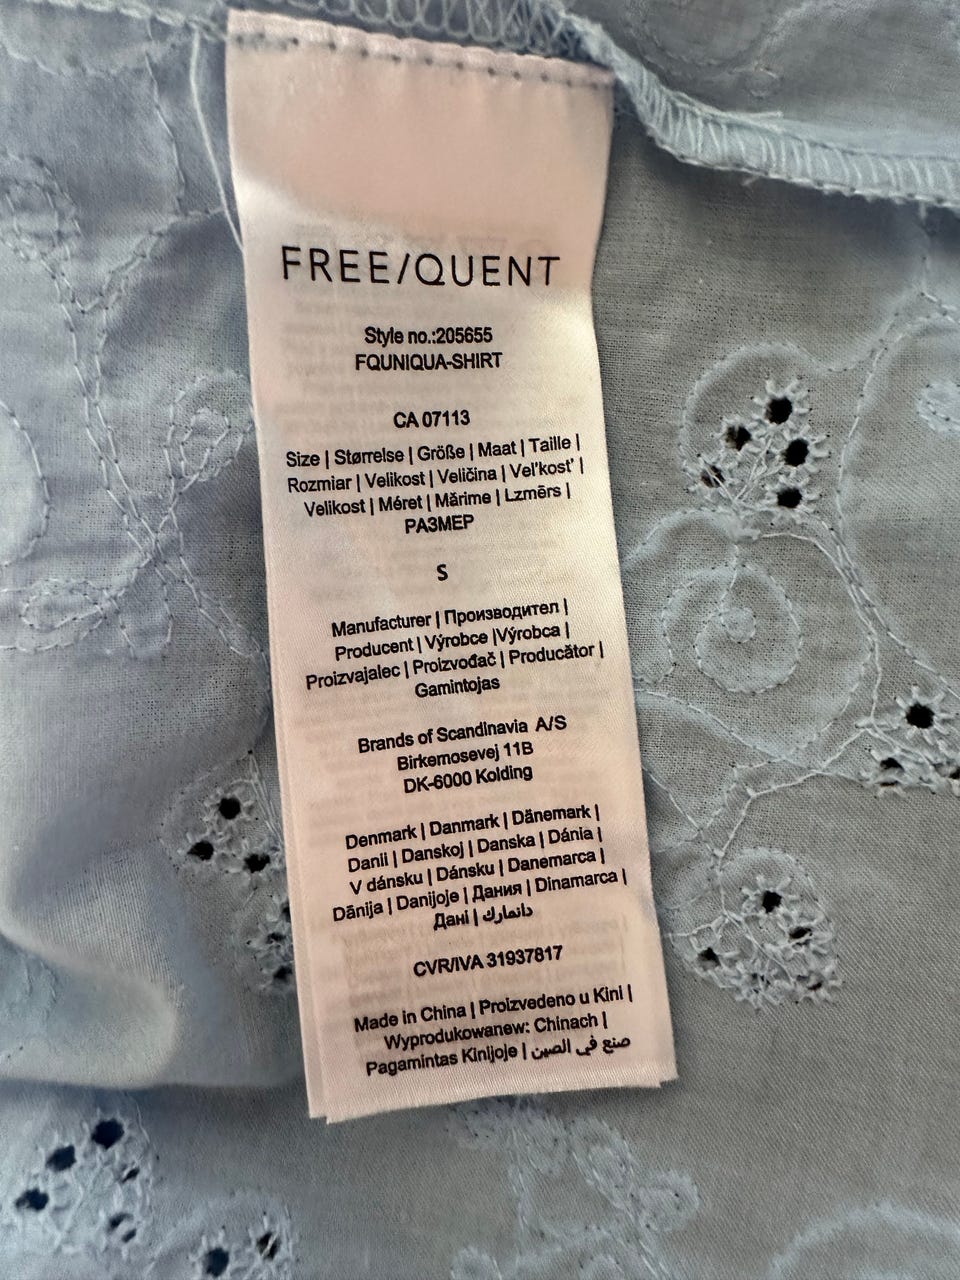 FREE/QUENT
Style no.:205655
FQUNIQUA-SHIRT
CA 07113
Size | Størrelse | Größe | Maat | Taille |
Rozmiar | Velikost | Veličina | Vel'kost' |
Velikost | Méret | Mărime | Lzmērs |
РАЗМЕР
S
Manufacturer | Производител |
Producent | Výrobce |Výrobca |
Proizvajalec | Proizvođač | Producător |
Gamintojas
Brands of Scandinavia A/S
Birkemosevej 11B
DK-6000 Kolding
Denmark | Danmark | Dänemark |
Danii | Danskoj | Danska | Dánia |
V dánsku | Dánsku | Danemarca |
Dānija | Danijoje | Дания | Dinamarca |
Дані | دانمارك
CVR/IVA 31937817
Made in China | Proizvedeno u Kini |
Wyprodukowanew: Chinach |
Pagamintas Kinijoje | صنع في الصين